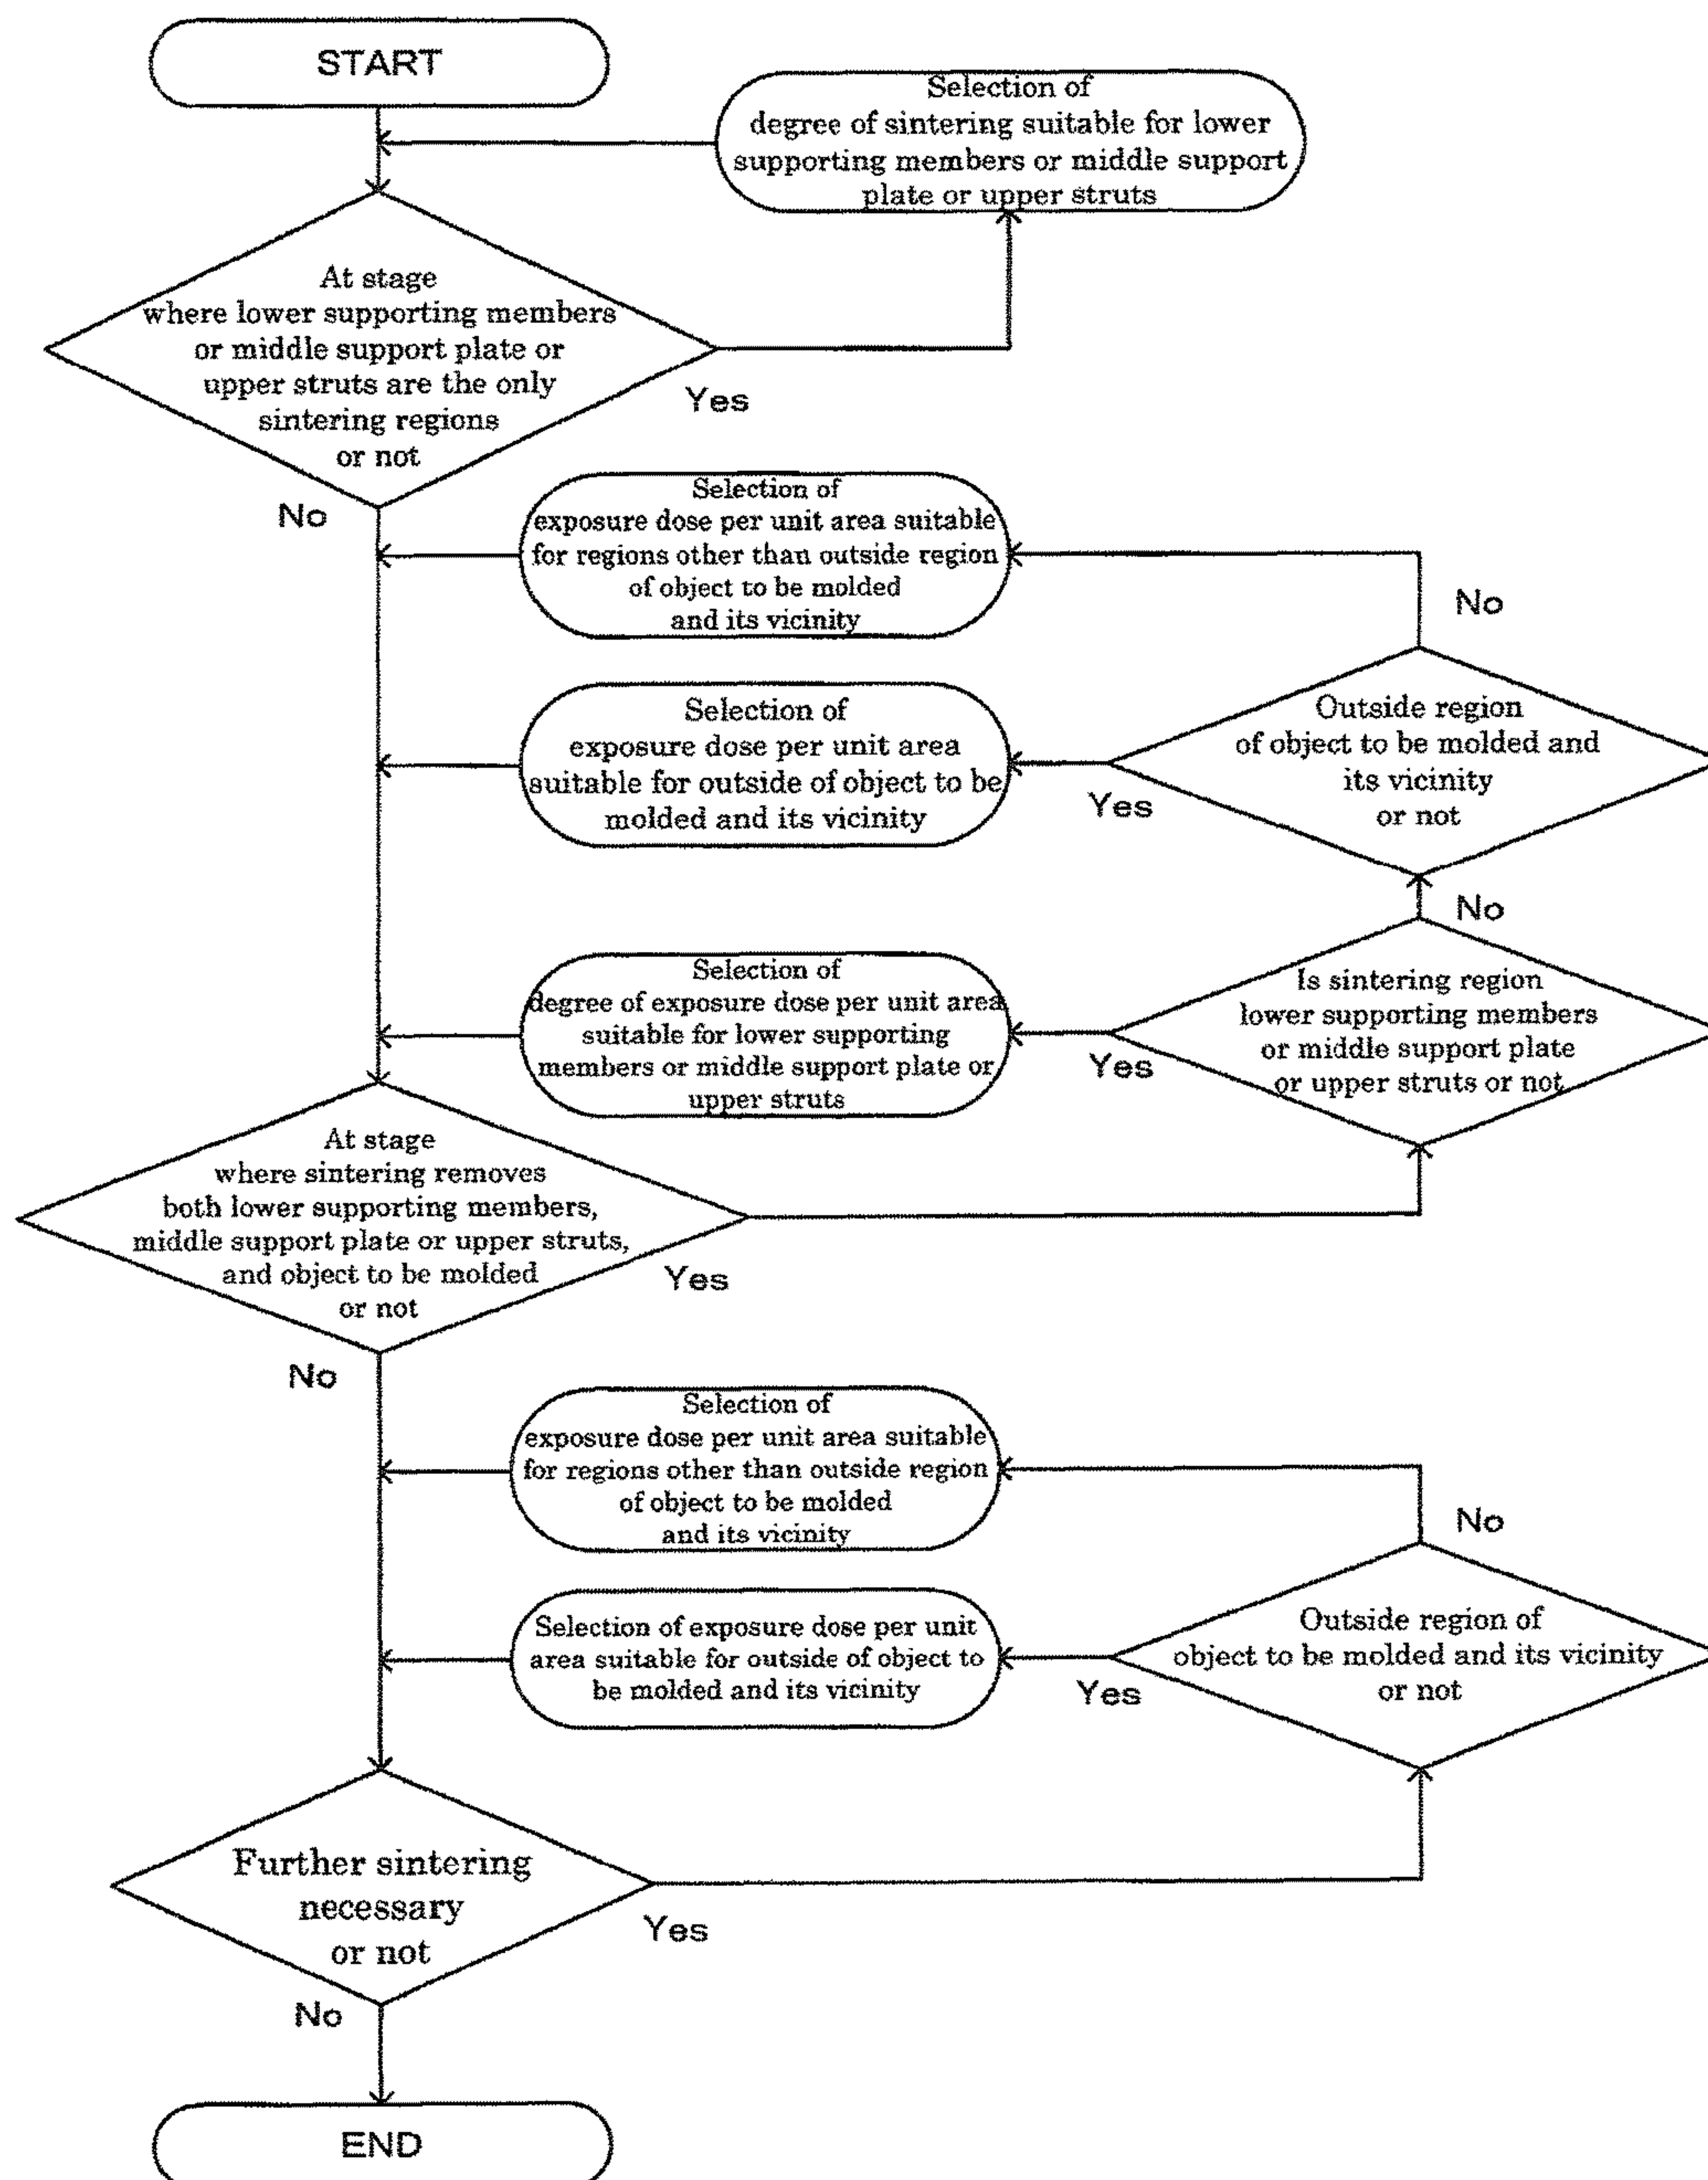 START
Selection of
degree of sintering suitable for lower
supporting members or middle support
plate or upper struts
At stage
where lower supporting members
or middle support plate or
upper struts are the only
sintering regions
or not
Yes
No
Selection of
exposure dose per unit area suitable
for regions other than outside region
of object to be molded
and its vicinity
No
Selection of
exposure dose per unit area
suitable for outside of object to be
molded and its vicinity
Outside region
of object to be molded and
its vicinity
or not
Yes
No
Selection of
degree of exposure dose per unit area
suitable for lower supporting
members or middle support plate or
upper struts
Is sintering region
lower supporting members
or middle support plate
or upper struts or not
Yes
At stage
where sintering removes
both lower supporting members,
middle support plate or upper struts,
and object to be molded
or not
Yes
No
Selection of
exposure dose per unit area suitable
for regions other than outside region
of object to be molded
and its vicinity
No
Selection of exposure dose per unit
area suitable for outside of object to
be molded and its vicinity
Outside region of
object to be molded and its vicinity
or not
Yes
Further sintering
necessary
or not
Yes
No
END